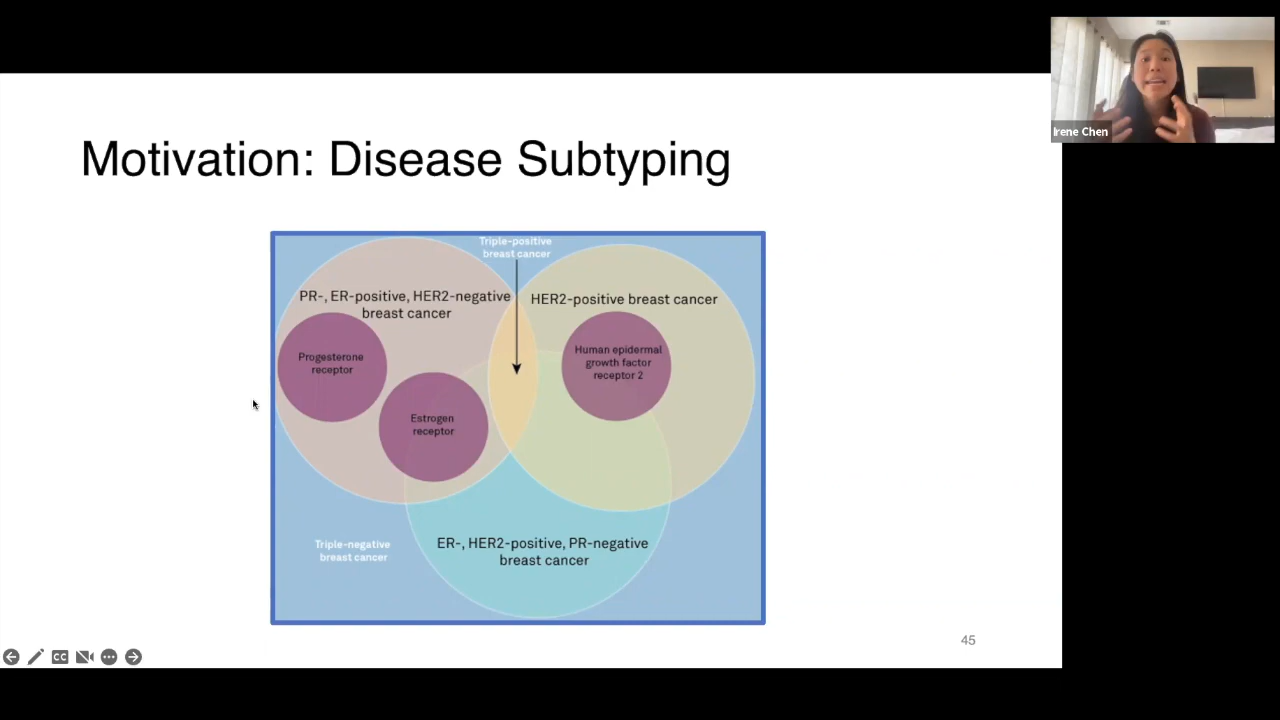 Irene Chen
Motivation: Disease Subtyping
Triple-positive
breast cancer
PR-, ER-positive, HER2-negative
breast cancer
HER2-positive breast cancer
Progesterone
receptor
Human epidermal
growth factor
receptor 2
Estrogen
receptor
Triple-negative
breast cancer
ER-, HER2-positive, PR-negative
breast cancer
45
CC